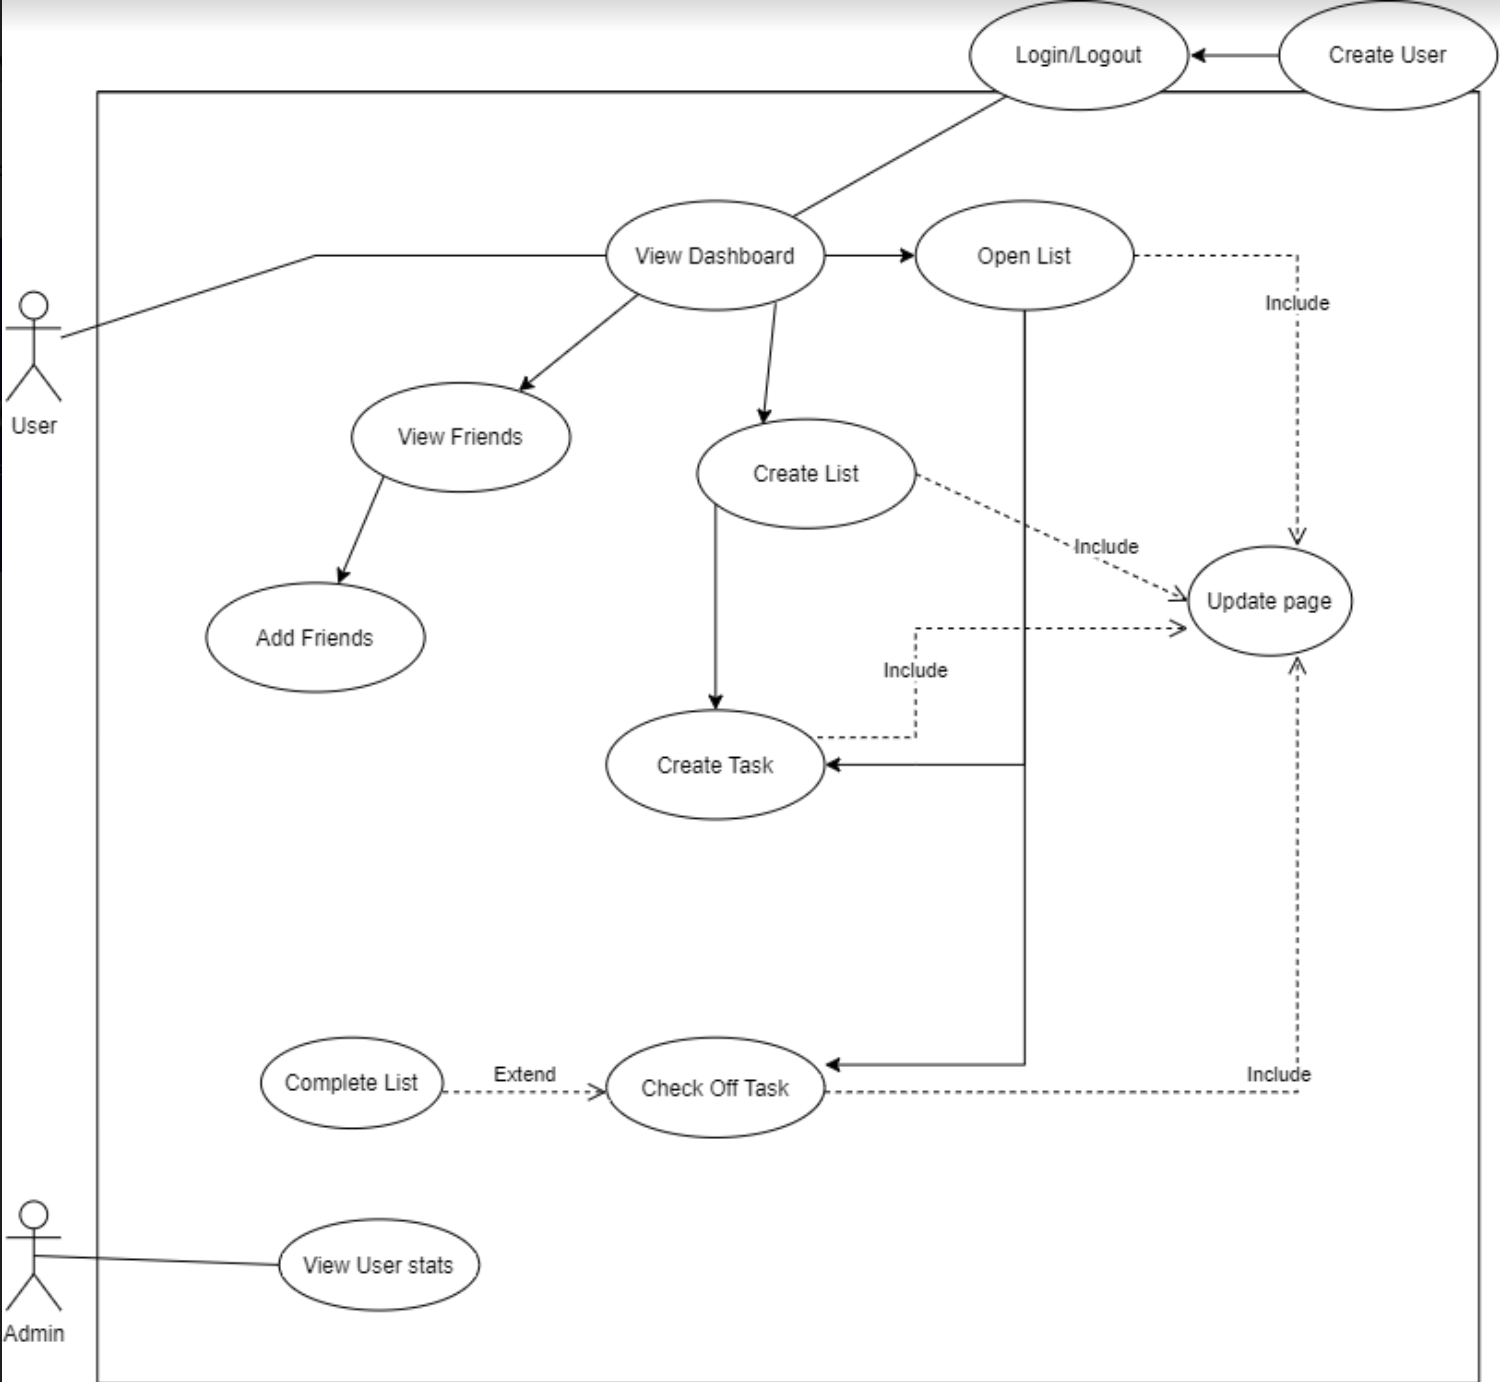 Login/Logout
Create User
View Dashboard
Open List
Include
User
View Friends
Create List
Include
Update page
Add Friends
Include
Create Task
Complete List
Extend
Check Off Task
Include
View User stats
Admin